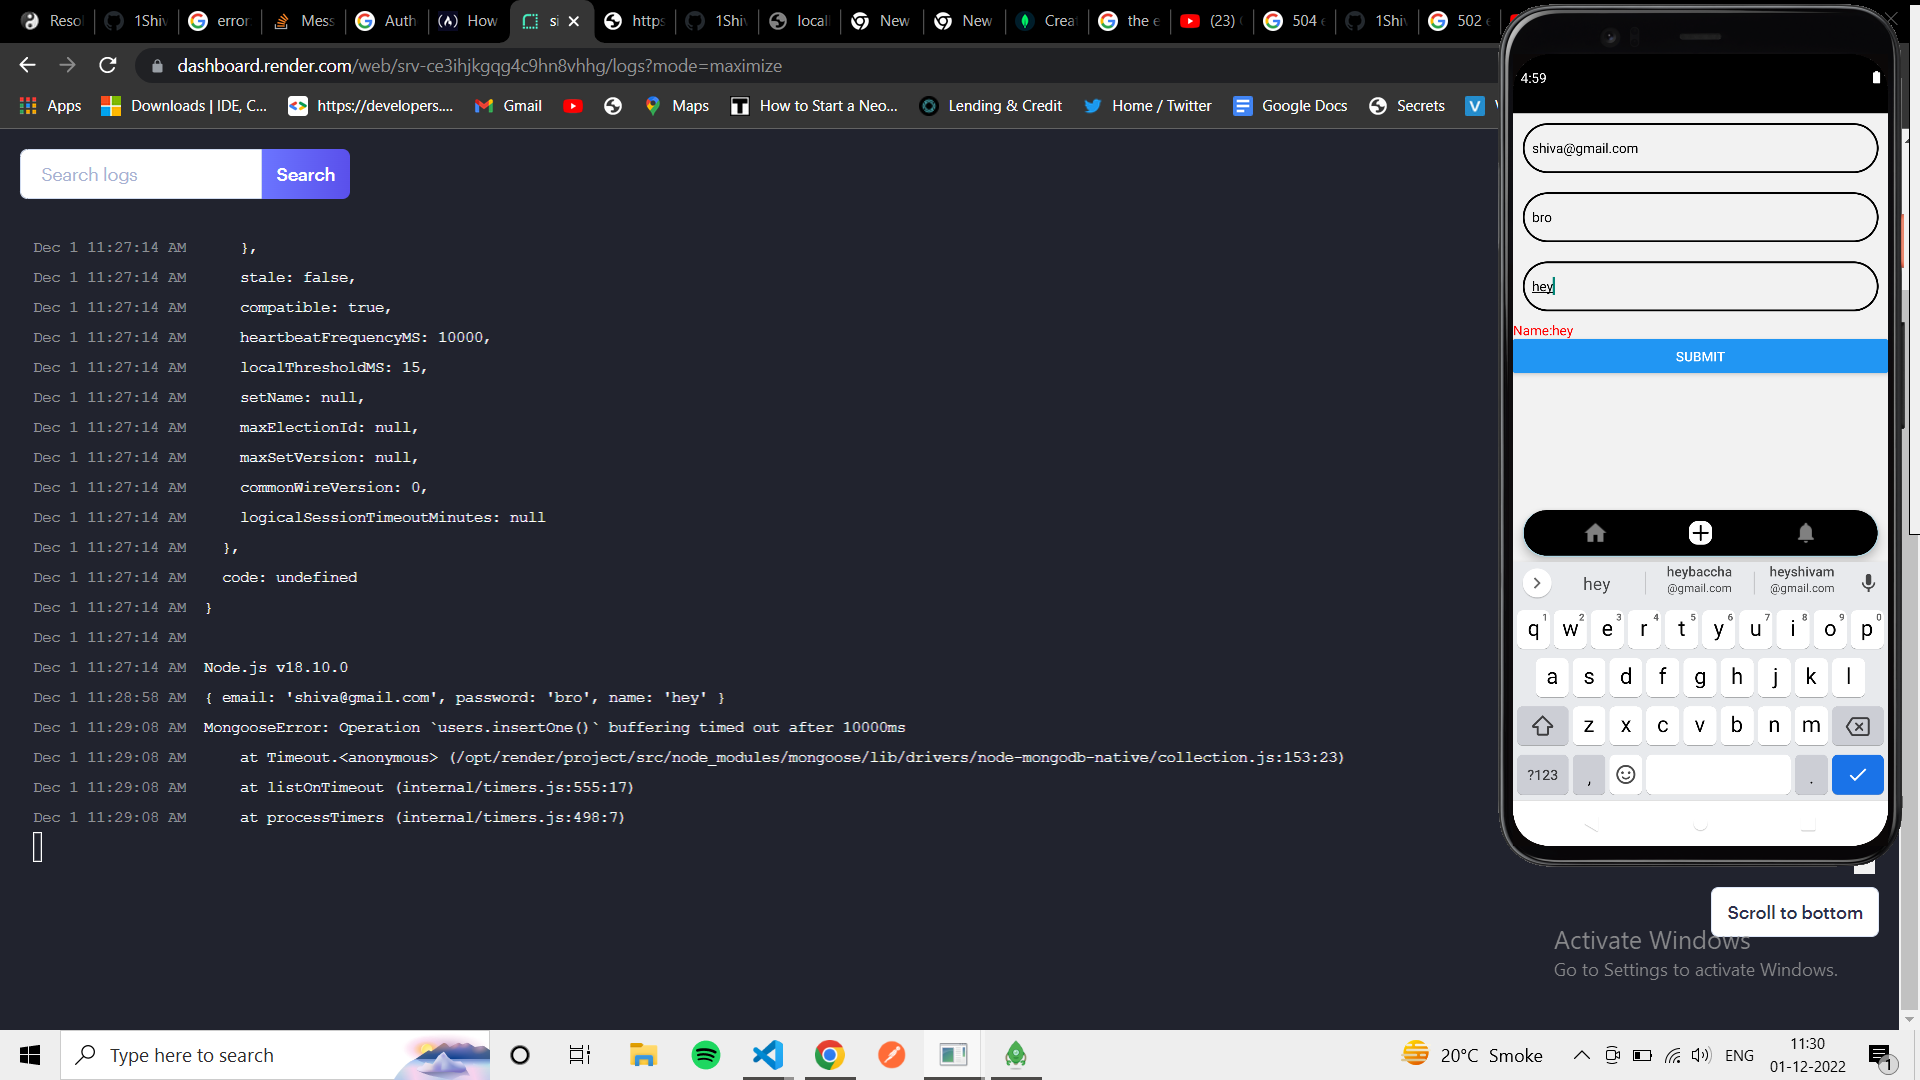 Reso
1Shiv
error
Mess
Auth
How
si
https
1Shiv
locall
New
New
Creat
the e
(23)
504 e
1Shiv
502 e
dashboard.render.com/web/srv-ce3ihjkgqg4c9hn8vhhg/logs?mode=maximize
Apps
Downloads | IDE, C...
https://developers....
Gmail
Maps
How to Start a Neo...
Lending & Credit
Home / Twitter
Google Docs
Secrets
Search logs
Search
Dec 1 11:27:14 AM },
Dec 1 11:27:14 AM stale: false,
Dec 1 11:27:14 AM compatible: true,
Dec 1 11:27:14 AM heartbeatFrequencyMS: 10000,
Dec 1 11:27:14 AM localThresholdMS: 15,
Dec 1 11:27:14 AM setName: null,
Dec 1 11:27:14 AM maxElectionId: null,
Dec 1 11:27:14 AM maxSetVersion: null,
Dec 1 11:27:14 AM commonWireVersion: 0,
Dec 1 11:27:14 AM logicalSessionTimeoutMinutes: null
Dec 1 11:27:14 AM },
Dec 1 11:27:14 AM code: undefined
Dec 1 11:27:14 AM }
Dec 1 11:27:14 AM
Dec 1 11:27:14 AM Node.js v18.10.0
Dec 1 11:28:58 AM { email: 'shiva@gmail.com', password: 'bro', name: 'hey' }
Dec 1 11:29:08 AM MongooseError: Operation `users.insertOne()` buffering timed out after 10000ms
Dec 1 11:29:08 AM at Timeout.<anonymous> (/opt/render/project/src/node_modules/mongoose/lib/drivers/node-mongodb-native/collection.js:153:23)
Dec 1 11:29:08 AM at listOnTimeout (internal/timers.js:555:17)
Dec 1 11:29:08 AM at processTimers (internal/timers.js:498:7)
4:59
shiva@gmail.com
bro
hey
Name:hey
SUBMIT
hey
heybaccha
@gmail.com
heyshivam
@gmail.com
q1 w2 e3 r4 t5 y6 u7 i8 o9 p0
a s d f g h j k l
z x c v b n m
?123 , .
Scroll to bottom
Activate Windows
Go to Settings to activate Windows.
Type here to search
20°C Smoke
ENG
11:30
01-12-2022
1